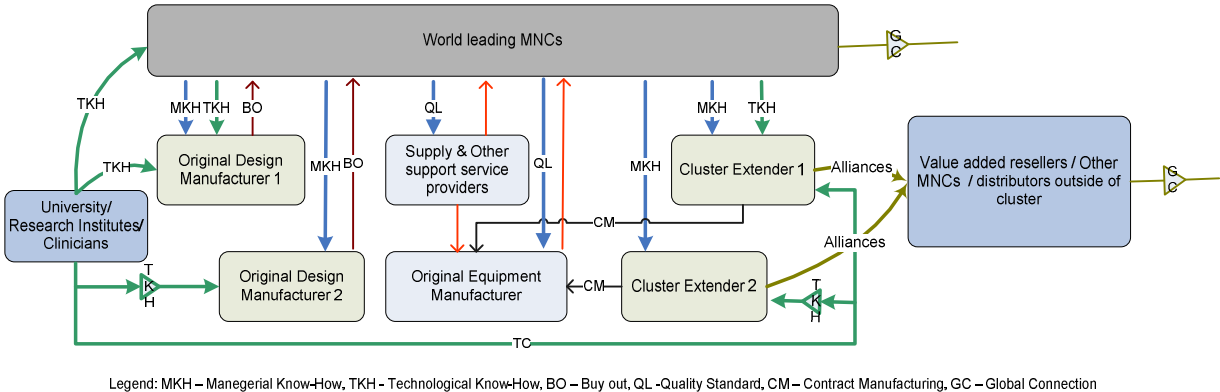 World leading MNCs
G
C
TKH
MKH
TKH
BO
MKH
BO
QL
QL
MKH
MKH
TKH
TKH
Original Design
Manufacturer 1
Supply & Other
support service
providers
Cluster Extender 1
Alliances
Value added resellers / Other
MNCs / distributors outside of
cluster
G
C
University/
Research Institutes/
Clinicians
CM
Alliances
T
K
H
Original Design
Manufacturer 2
Original Equipment
Manufacturer
CM
Cluster Extender 2
T
K
H
TC
Legend: MKH – Manegerial Know-How, TKH - Technological Know-How, BO – Buy out, QL -Quality Standard, CM – Contract Manufacturing, GC – Global Connection